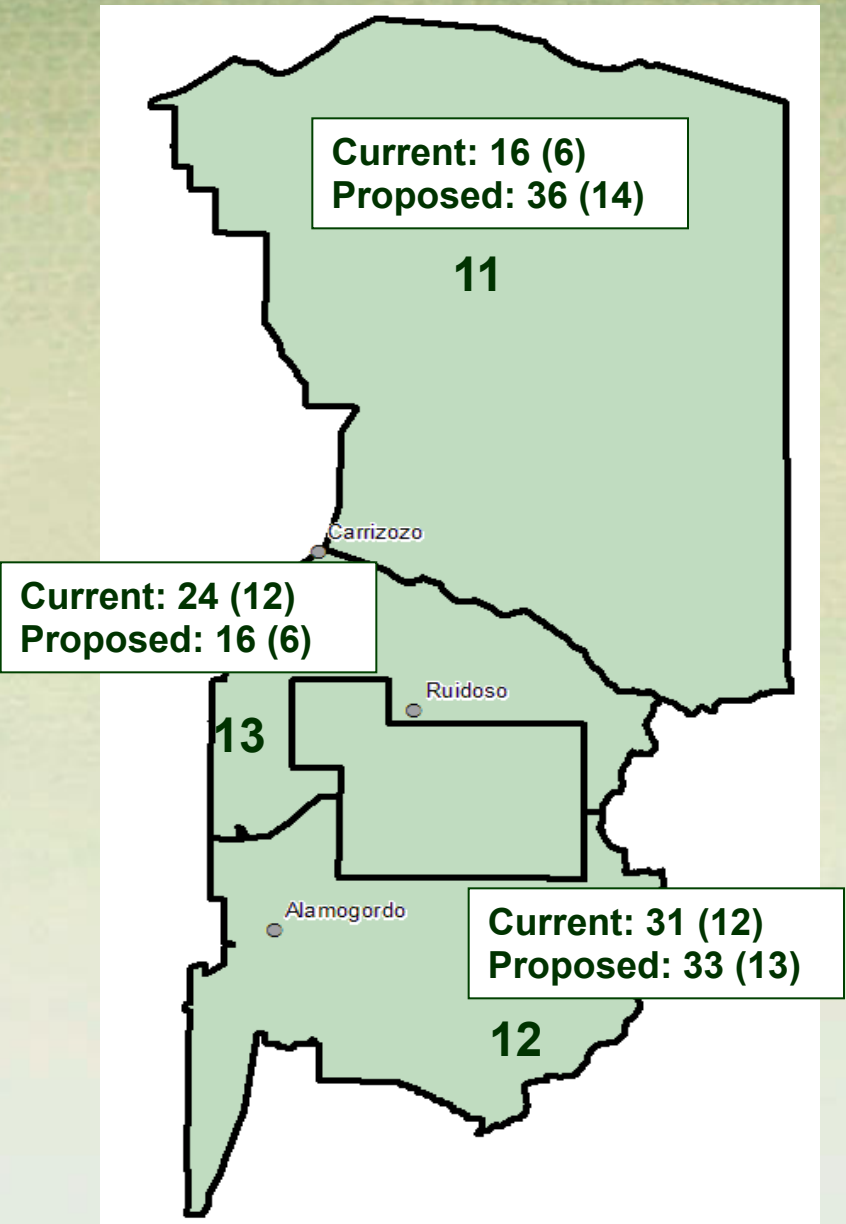 Current: 16 (6)
Proposed: 36 (14)
11
Carrizozo
Current: 24 (12)
Proposed: 16 (6)
Ruidoso
13
Alamogordo
Current: 31 (12)
Proposed: 33 (13)
12